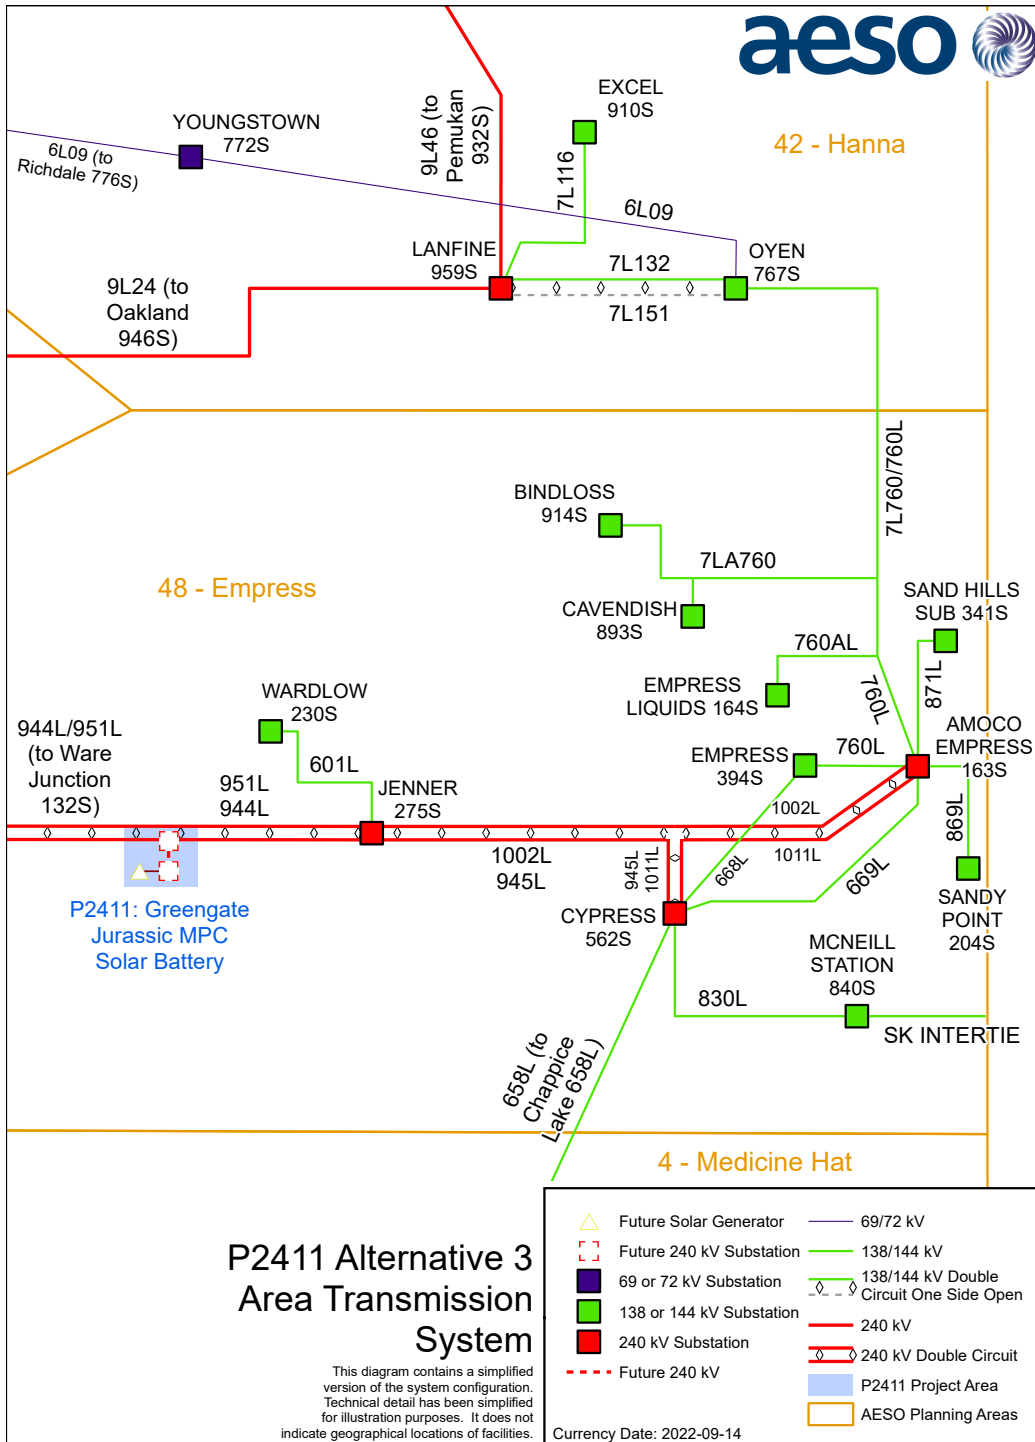 aeso
EXCEL
910S
9L46 (to
Pemukan
932S)
7L116
42 - Hanna
YOUNGSTOWN
772S
6L09 (to
Richdale 776S)
6L09
LANFINE
959S
7L132
7L151
OYEN
767S
9L24 (to
Oakland
946S)
7L760/760L
BINDLOSS
914S
7LA760
48 - Empress
CAVENDISH
893S
SAND HILLS
SUB 341S
760AL
EMPRESS
LIQUIDS 164S
760L
871L
WARDLOW
230S
944L/951L
(to Ware
Junction
132S)
601L
951L
944L
JENNER
275S
EMPRESS
394S
760L
AMOCO
EMPRESS
163S
1002L
1011L
1002L
945L
945L
1011L
668L
669L
869L
P2411: Greengate
Jurassic MPC
Solar Battery
CYPRESS
562S
SANDY
POINT
204S
MCNEILL
STATION
840S
830L
SK INTERTIE
658L (to
Chappice
Lake 658L)
4 - Medicine Hat
P2411 Alternative 3
Area Transmission
System
This diagram contains a simplified
version of the system configuration.
Technical detail has been simplified
for illustration purposes. It does not
indicate geographical locations of facilities.
Future Solar Generator
Future 240 kV Substation
69 or 72 kV Substation
138 or 144 kV Substation
240 kV Substation
Future 240 kV
69/72 kV
138/144 kV
138/144 kV Double
Circuit One Side Open
240 kV
240 kV Double Circuit
P2411 Project Area
AESO Planning Areas
Currency Date: 2022-09-14